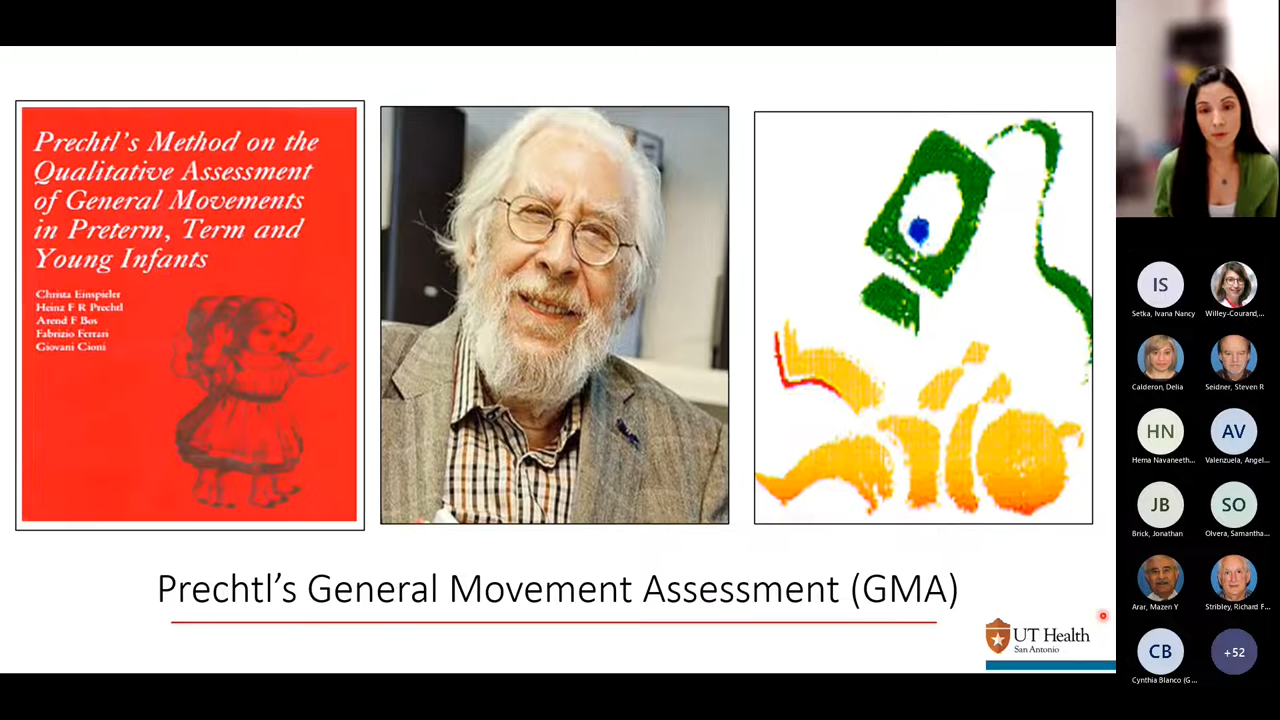 Prechtl's Method on the
Qualitative Assessment
of General Movements
in Preterm, Term and
Young Infants
Christa Einspieler
Heinz F R Prechtl
Arend F Bos
Fabrizio Ferrari
Giovani Cioni
Prechtl's General Movement Assessment (GMA)
UT Health
San Antonio
IS
Setka, Ivana Nancy
Willey-Courand,...
Calderon, Delia
Seidner, Steven R
HN
Hema Navaneeth...
AV
Valenzuela, Angel...
JB
Brick, Jonathan
SO
Olvera, Samantha...
Arar, Mazen Y
Stribley, Richard F...
CB
Cynthia Blanco (G...
+52